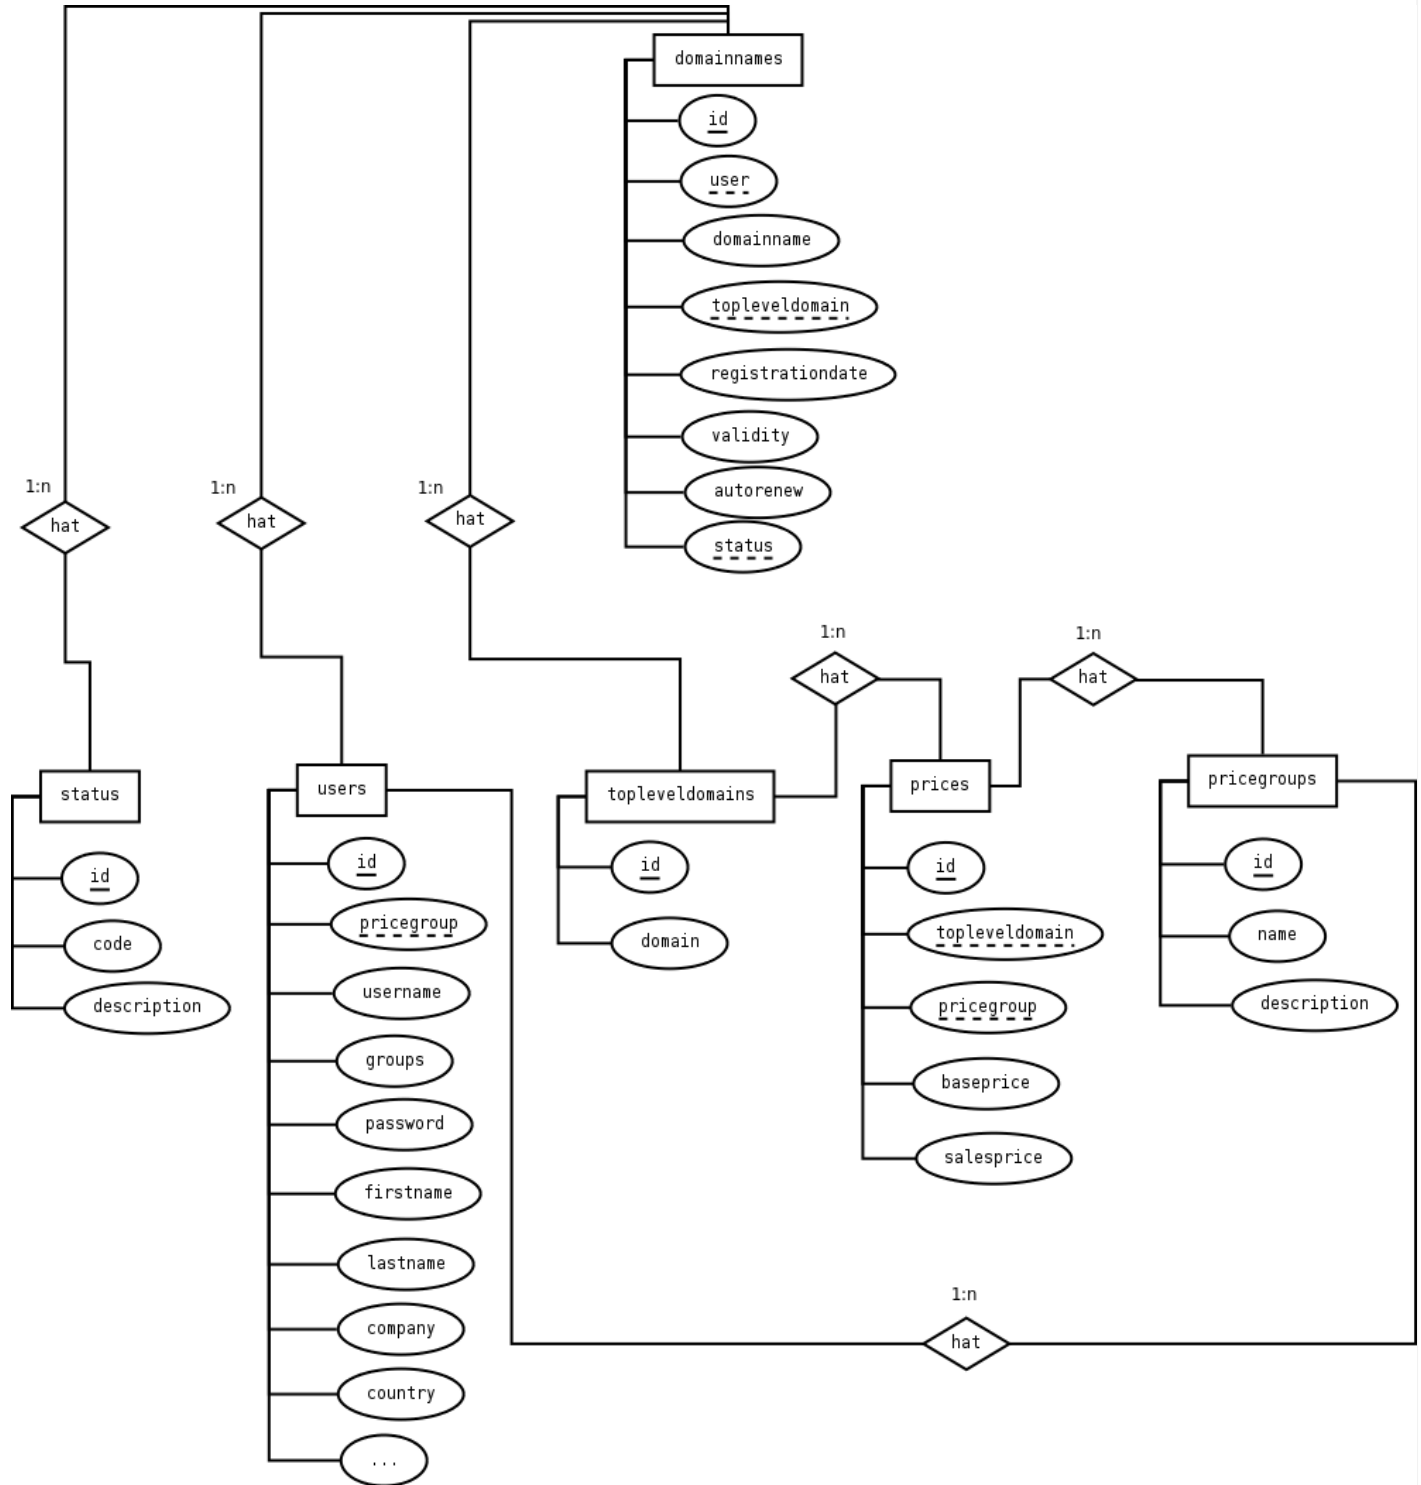 domainnames
id
user
domainname
topleveldomain
registrationdate
validity
autorenew
status
1:n
hat
1:n
hat
1:n
hat
1:n
hat
1:n
hat
status
id
code
description
users
id
pricegroup
username
groups
password
firstname
lastname
company
country
...
topleveldomains
id
domain
prices
id
topleveldomain
pricegroup
baseprice
salesprice
pricegroups
id
name
description
1:n
hat